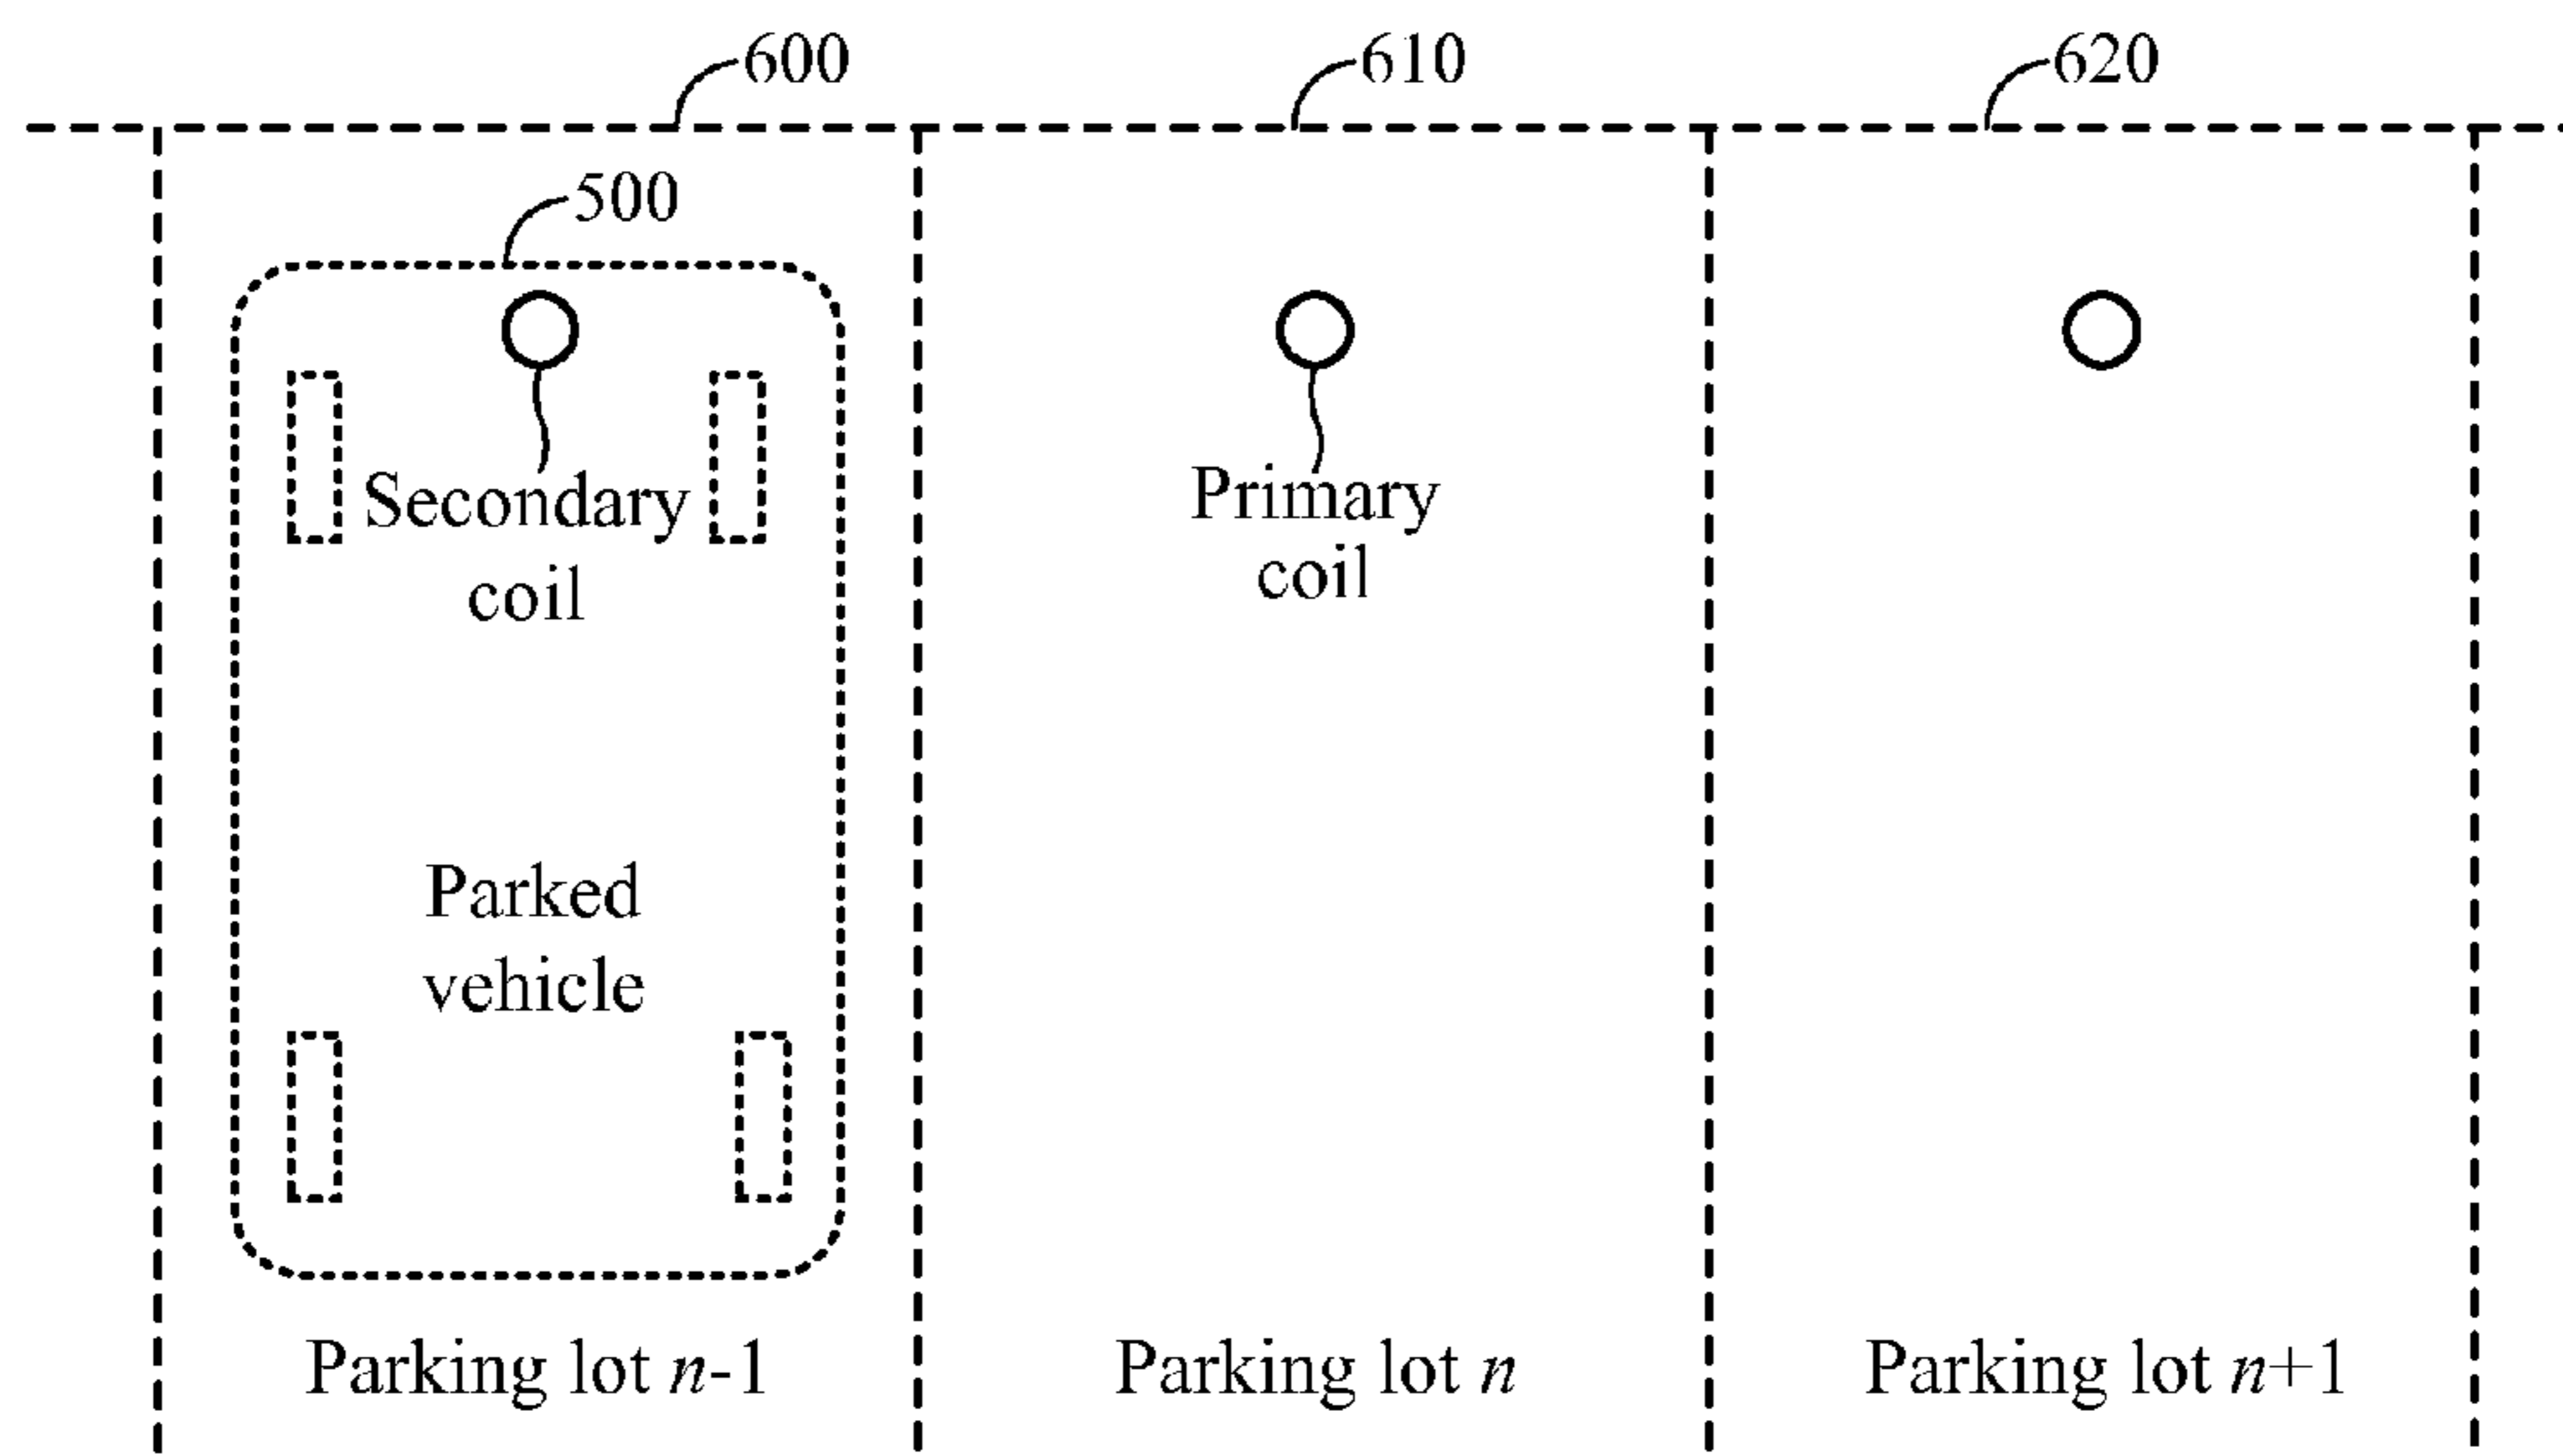 600
610
620
500
Secondary
coil
Primary
coil
Parked
vehicle
Parking lot n-1
Parking lot n
Parking lot n+1